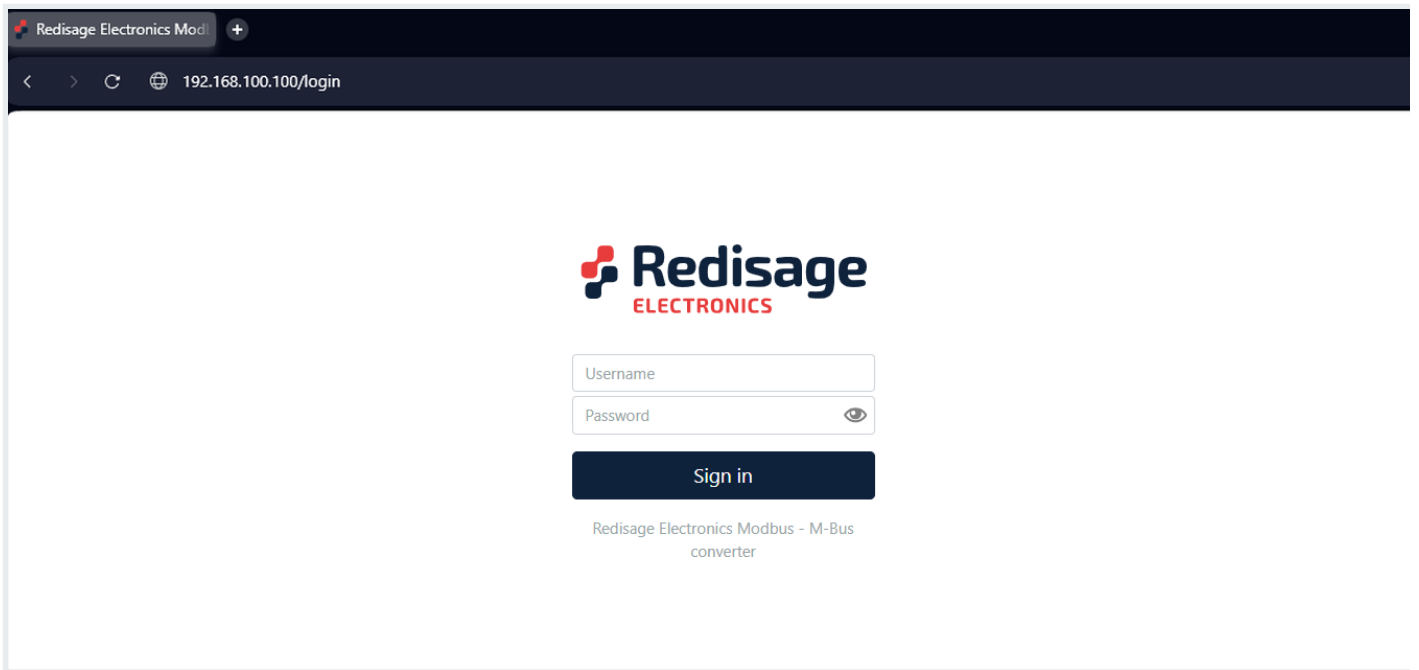 Redisage Electronics Mod
192.168.100.100/login
Redisage
ELECTRONICS
Username
Password
Sign in
Redisage Electronics Modbus - M-Bus
converter